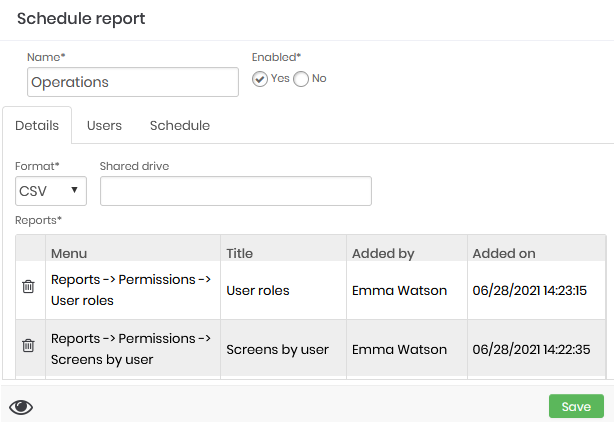 Schedule report
Name* Enabled*
Operations Yes No
Details Users Schedule
Format* Shared drive
CSV
Reports*
Menu Title Added by Added on
Reports -> Permissions ->
User roles User roles Emma Watson 06/28/2021 14:23:15
Reports -> Permissions ->
Screens by user Screens by user Emma Watson 06/28/2021 14:22:35
Save